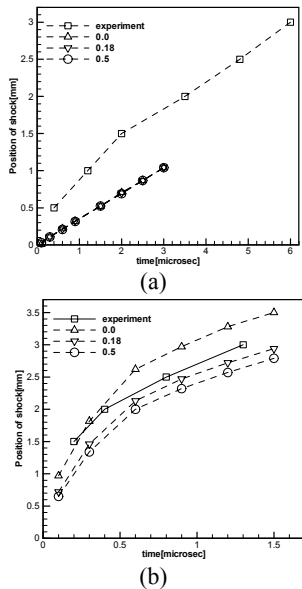 experiment
0.0
0.18
0.5
Position of shock[mm]
3
2.5
2
1.5
1
0.5
0
0 1 2 3 4 5 6
time[microsec]
(a)
experiment
0.0
0.18
0.5
Position of shock[mm]
3.5
3
2.5
2
1.5
1
0.5
0
0 0.5 1 1.5
time[microsec]
(b)